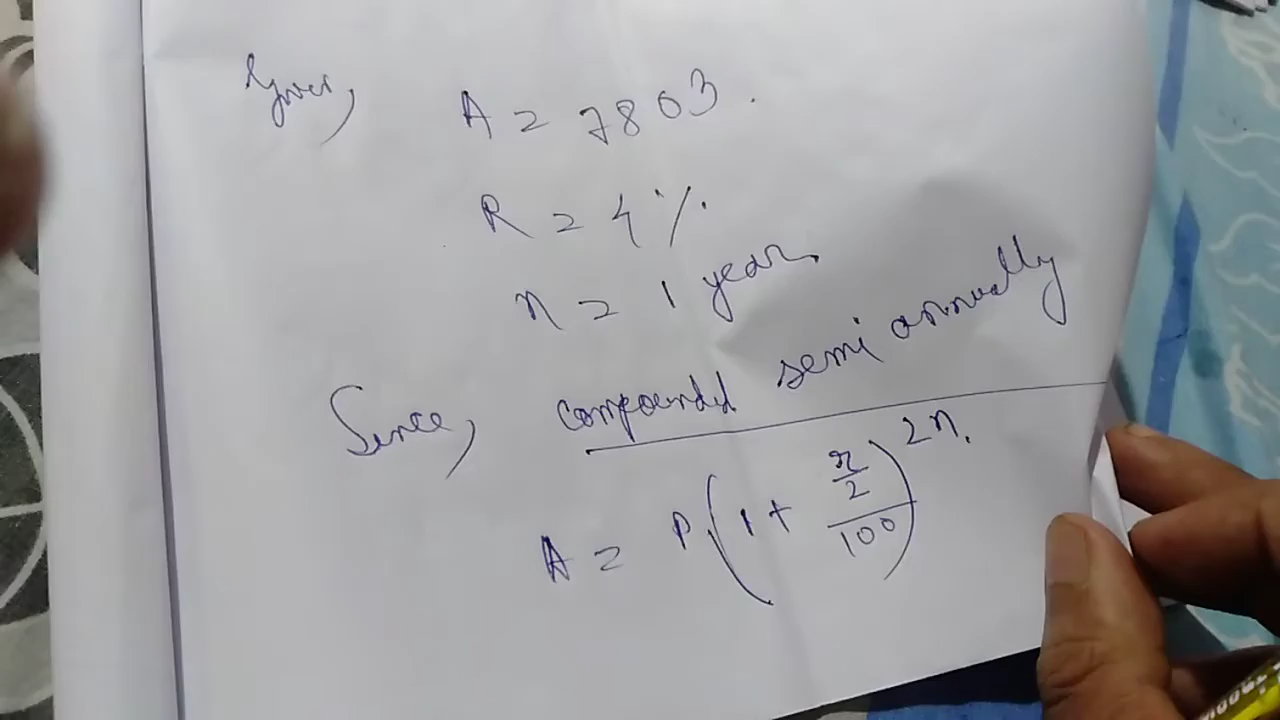 Given, A = 7803.
R = 4%.
n = 1 year.
Since, compounded semi annually
A = P(1 + r/2/100)2n.